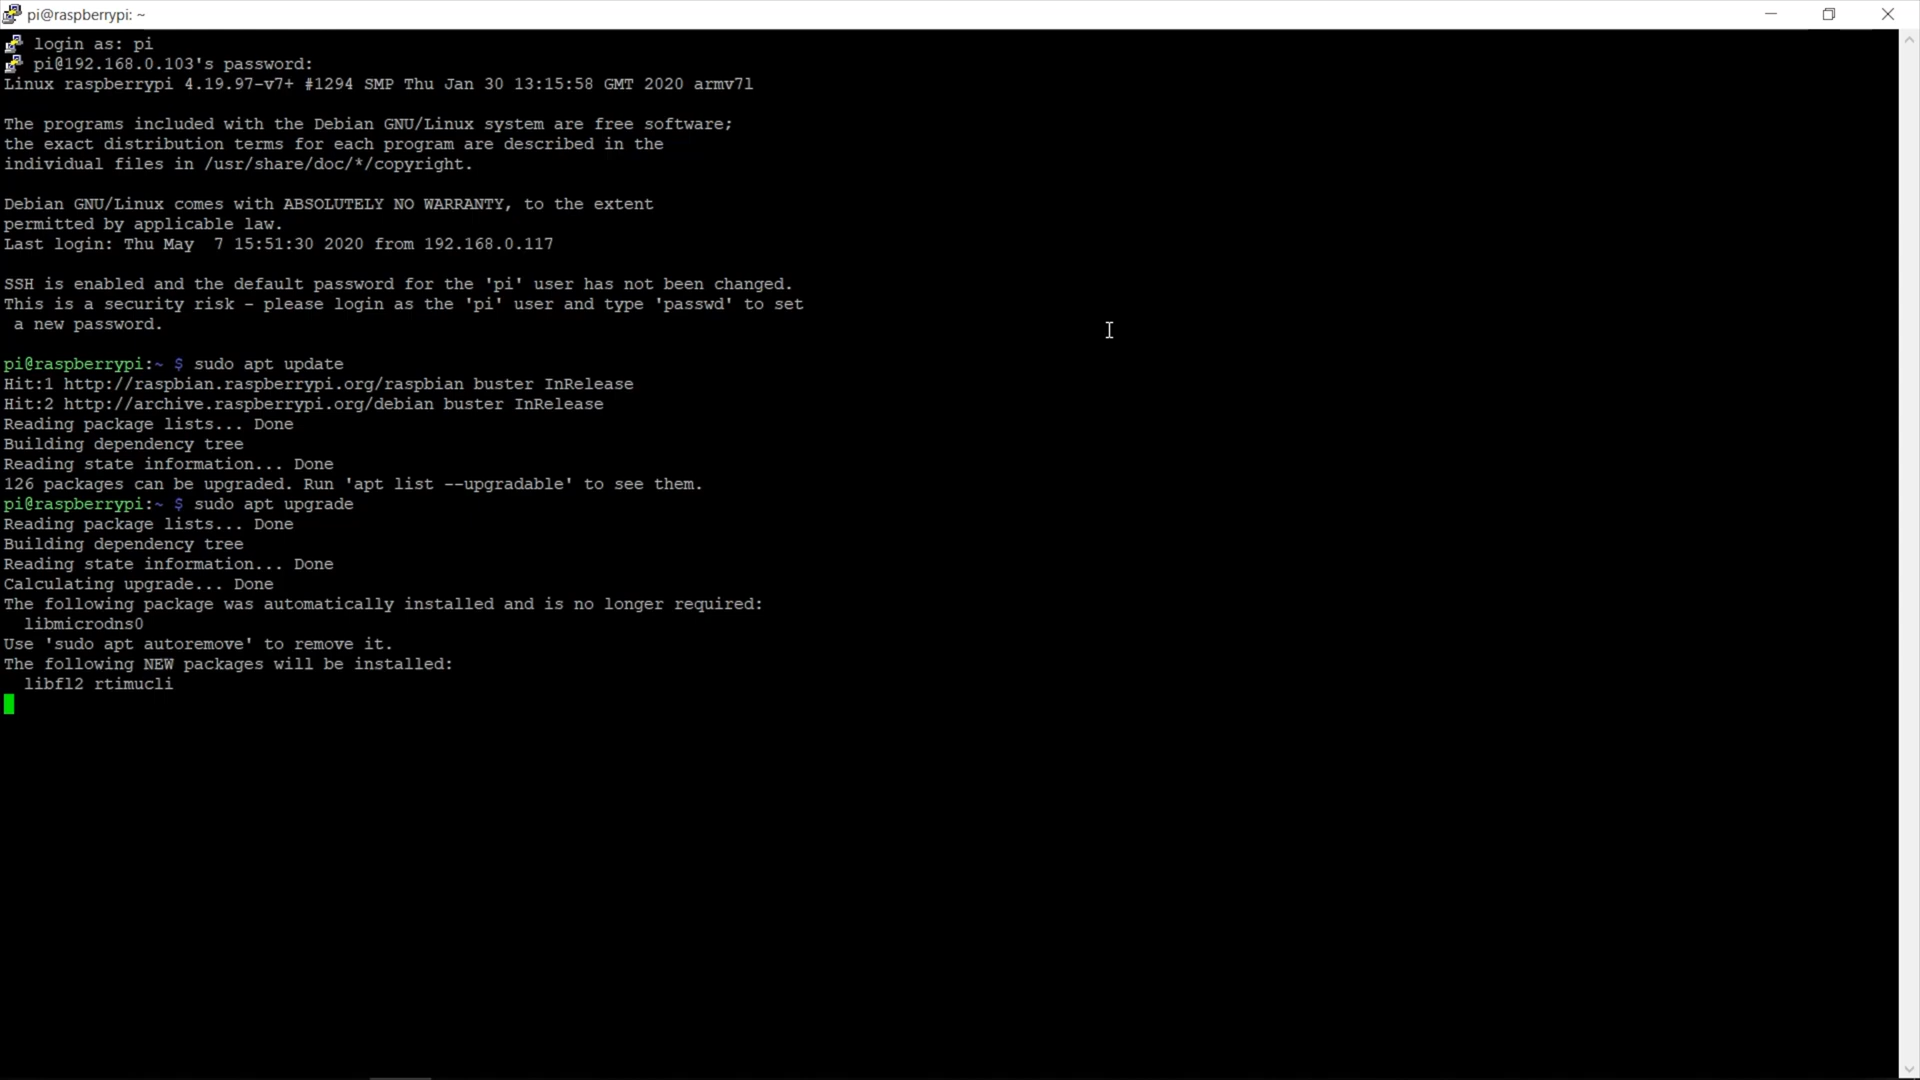 pi@raspberrypi: ~
login as: pi
pi@192.168.0.103's password:
Linux raspberrypi 4.19.97-v7+ #1294 SMP Thu Jan 30 13:15:58 GMT 2020 armv7l
The programs included with the Debian GNU/Linux system are free software;
the exact distribution terms for each program are described in the
individual files in /usr/share/doc/*/copyright.
Debian GNU/Linux comes with ABSOLUTELY NO WARRANTY, to the extent
permitted by applicable law.
Last login: Thu May  7 15:51:30 2020 from 192.168.0.117
SSH is enabled and the default password for the 'pi' user has not been changed.
This is a security risk - please login as the 'pi' user and type 'passwd' to set
 a new password.
pi@raspberrypi:~ $ sudo apt update
Hit:1 http://raspbian.raspberrypi.org/raspbian buster InRelease
Hit:2 http://archive.raspberrypi.org/debian buster InRelease
Reading package lists... Done
Building dependency tree
Reading state information... Done
126 packages can be upgraded. Run 'apt list --upgradable' to see them.
pi@raspberrypi:~ $ sudo apt upgrade
Reading package lists... Done
Building dependency tree
Reading state information... Done
Calculating upgrade... Done
The following package was automatically installed and is no longer required:
  libmicrodns0
Use 'sudo apt autoremove' to remove it.
The following NEW packages will be installed:
  libfl2 rtimucli